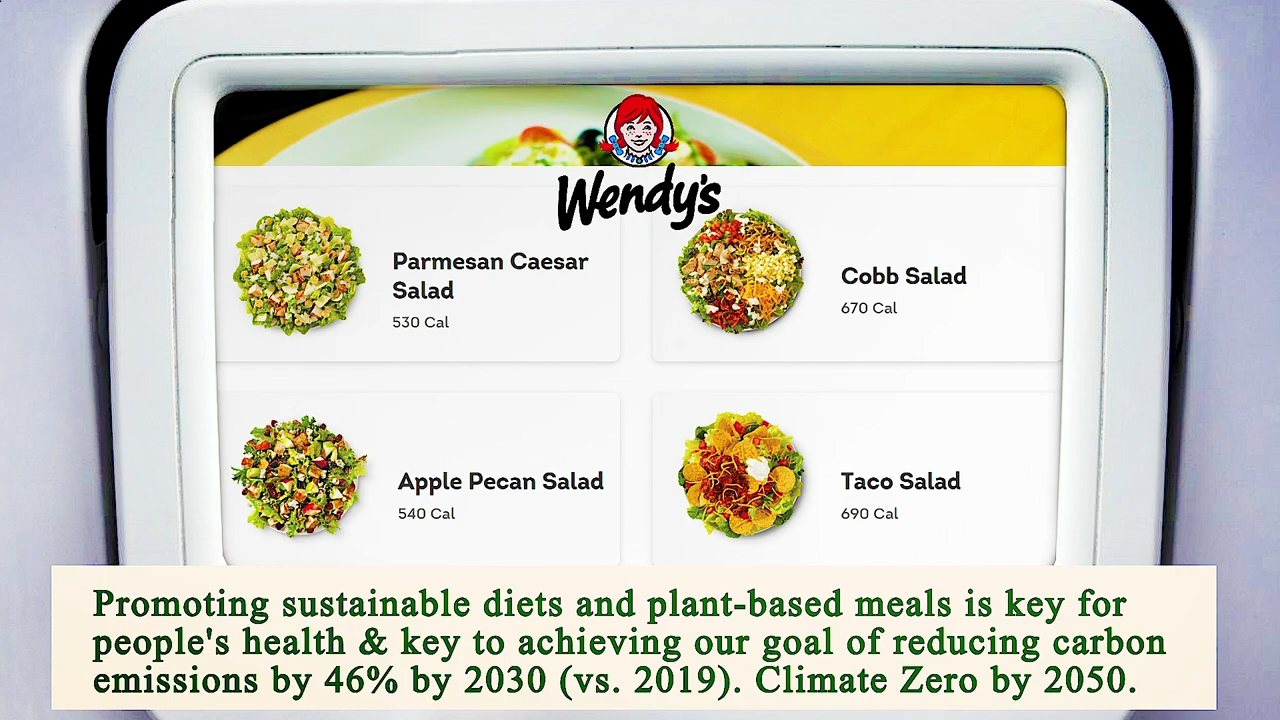 Wendy's
Parmesan Caesar
Salad
530 Cal
Cobb Salad
670 Cal
Apple Pecan Salad
540 Cal
Taco Salad
690 Cal
Promoting sustainable diets and plant-based meals is key for
people's health & key to achieving our goal of reducing carbon
emissions by 46% by 2030 (vs. 2019). Climate Zero by 2050.